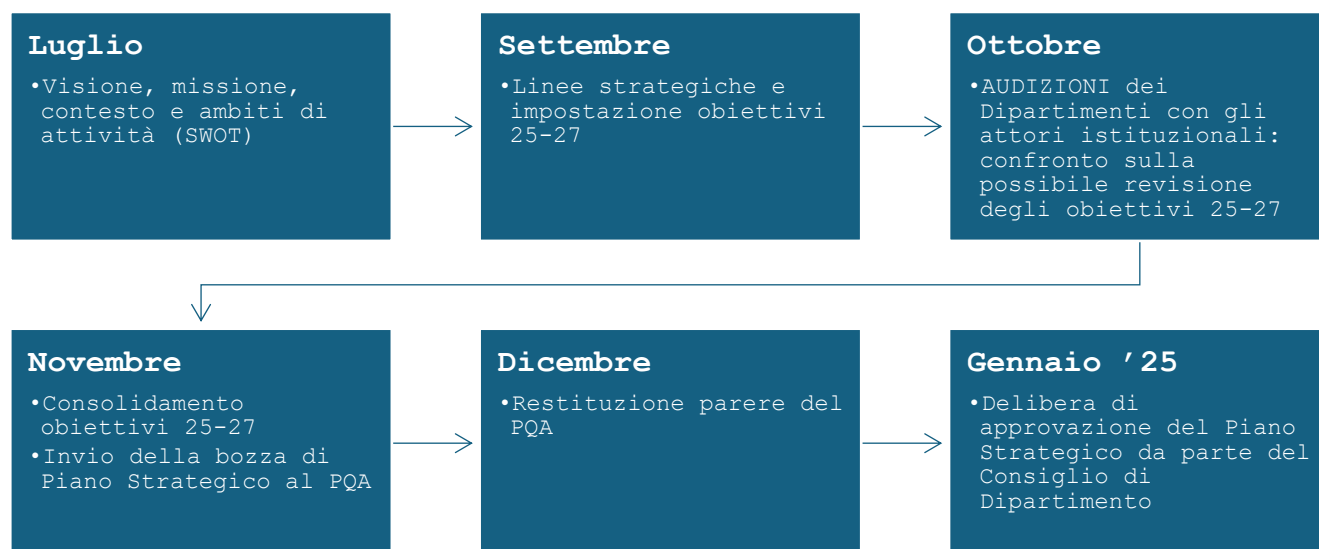 Luglio
•Visione, missione,
contesto e ambiti di
attività (SWOT)
Settembre
•Linee strategiche e
impostazione obiettivi
25-27
Ottobre
•AUDIZIONI dei
Dipartimenti con gli
attori istituzionali:
confronto sulla
possibile revisione
degli obiettivi 25-27
Novembre
•Consolidamento
obiettivi 25-27
•Invio della bozza di
Piano Strategico al PQA
Dicembre
•Restituzione parere del
PQA
Gennaio ’25
•Delibera di
approvazione del Piano
Strategico da parte del
Consiglio di
Dipartimento